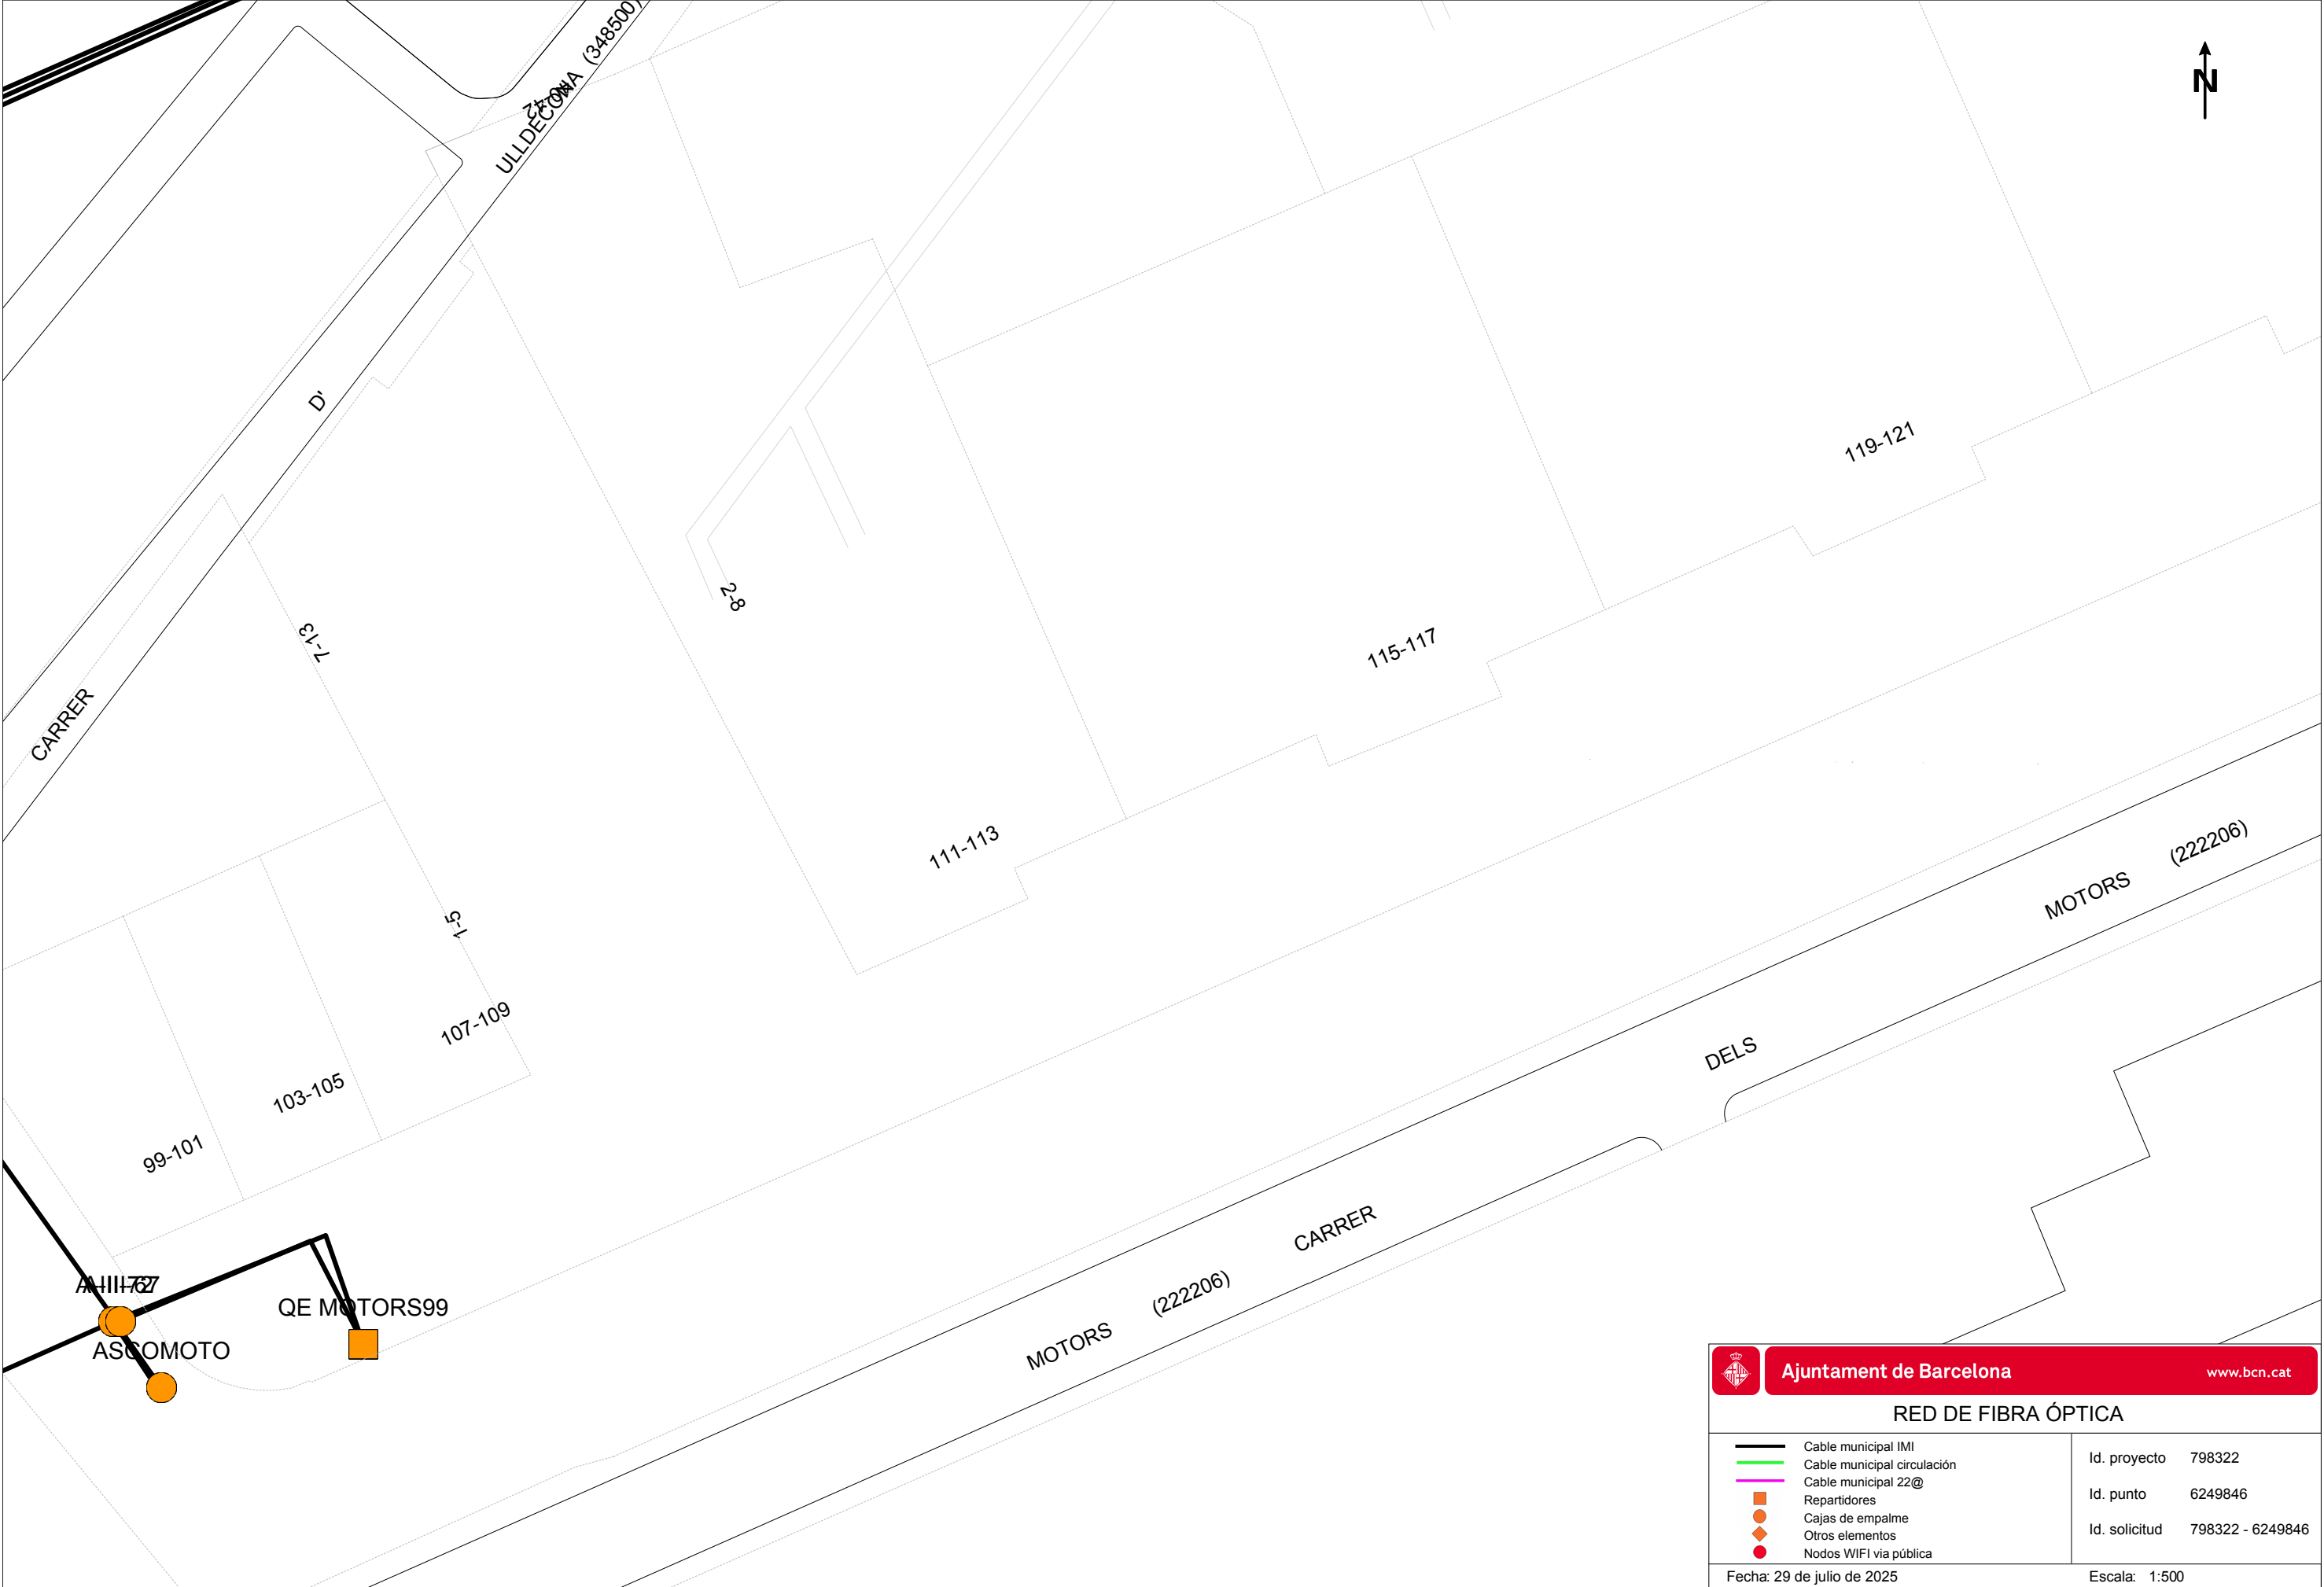 ULLDECONA (348500)
N
D'
119-121
2-8
7-13
115-117
CARRER
111-113
(222206)
MOTORS
1-5
107-109
DELS
103-105
99-101
CARRER
(222206)
MOTORS
QE MOTORS99
ASCOMOTO
Ajuntament de Barcelona www.bcn.cat
RED DE FIBRA ÓPTICA
Cable municipal IMI
Cable municipal circulación
Cable municipal 22@
Repartidores
Cajas de empalme
Otros elementos
Nodos WIFI via pública
Id. proyecto 798322
Id. punto 6249846
Id. solicitud 798322 - 6249846
Fecha: 29 de julio de 2025
Escala: 1:500